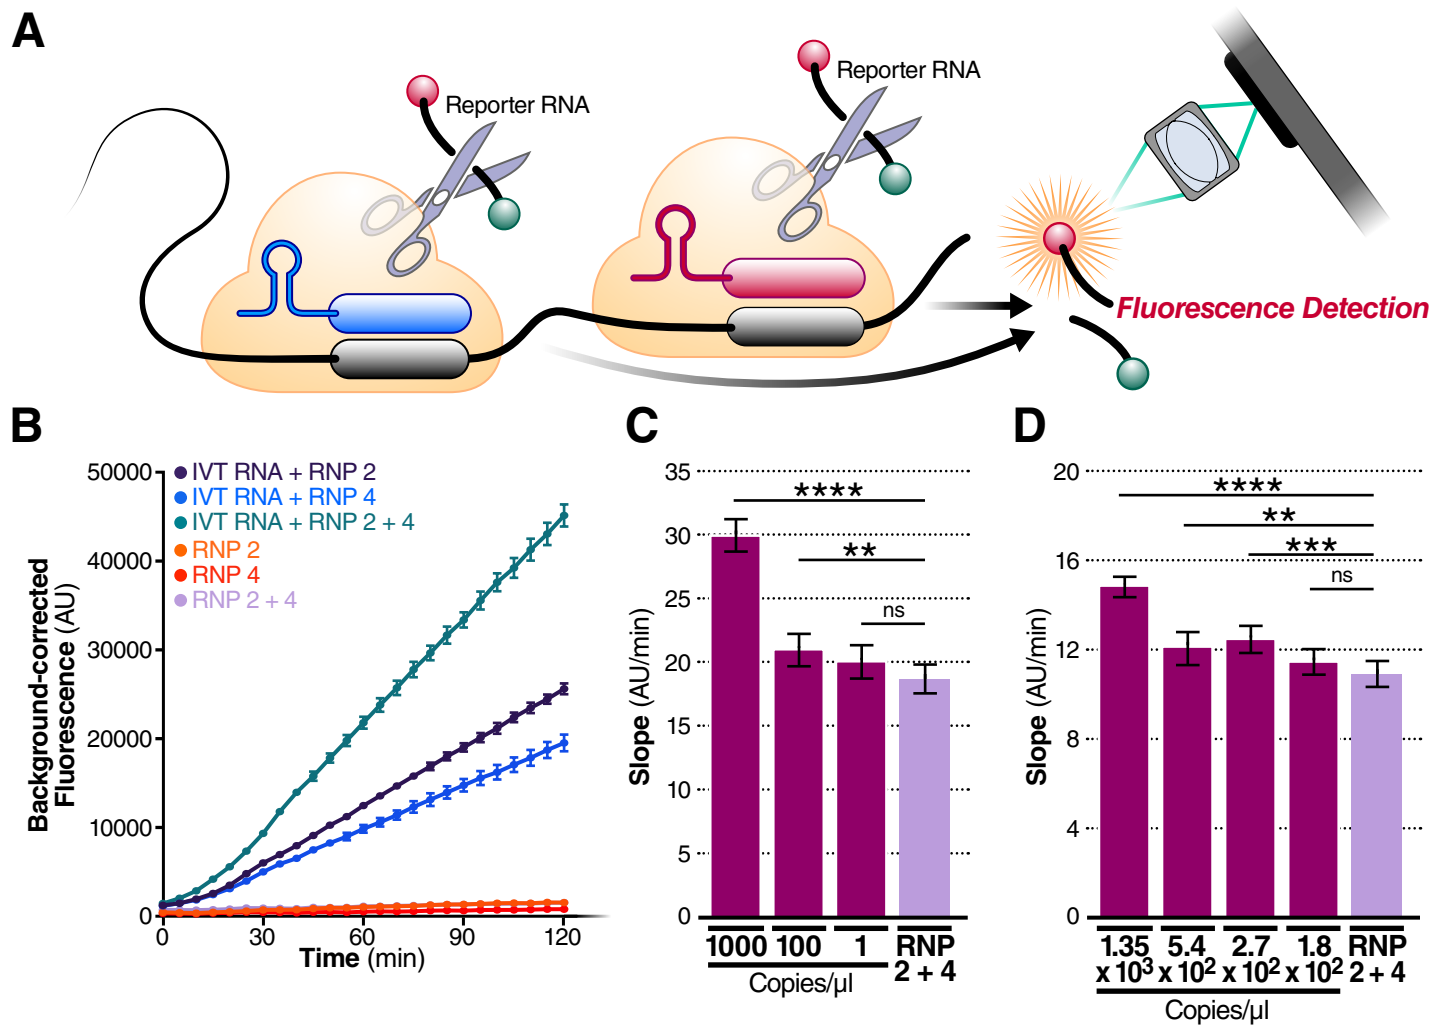 A
Reporter RNA
Reporter RNA
Fluorescence Detection
B
Background-corrected
Fluorescence (AU)
50000
40000
30000
20000
10000
0
IVT RNA + RNP 2
IVT RNA + RNP 4
IVT RNA + RNP 2 + 4
RNP 2
RNP 4
RNP 2 + 4
0
30
60
90
120
Time (min)
C
Slope (AU/min)
35
30
25
20
15
10
5
0
****
**
ns
1000
100
1
RNP
2 + 4
Copies/µl
D
Slope (AU/min)
20
16
12
8
4
0
****
**
***
ns
1.35
x 10³
5.4
x 10²
2.7
x 10²
1.8
x 10²
RNP
2 + 4
Copies/µl